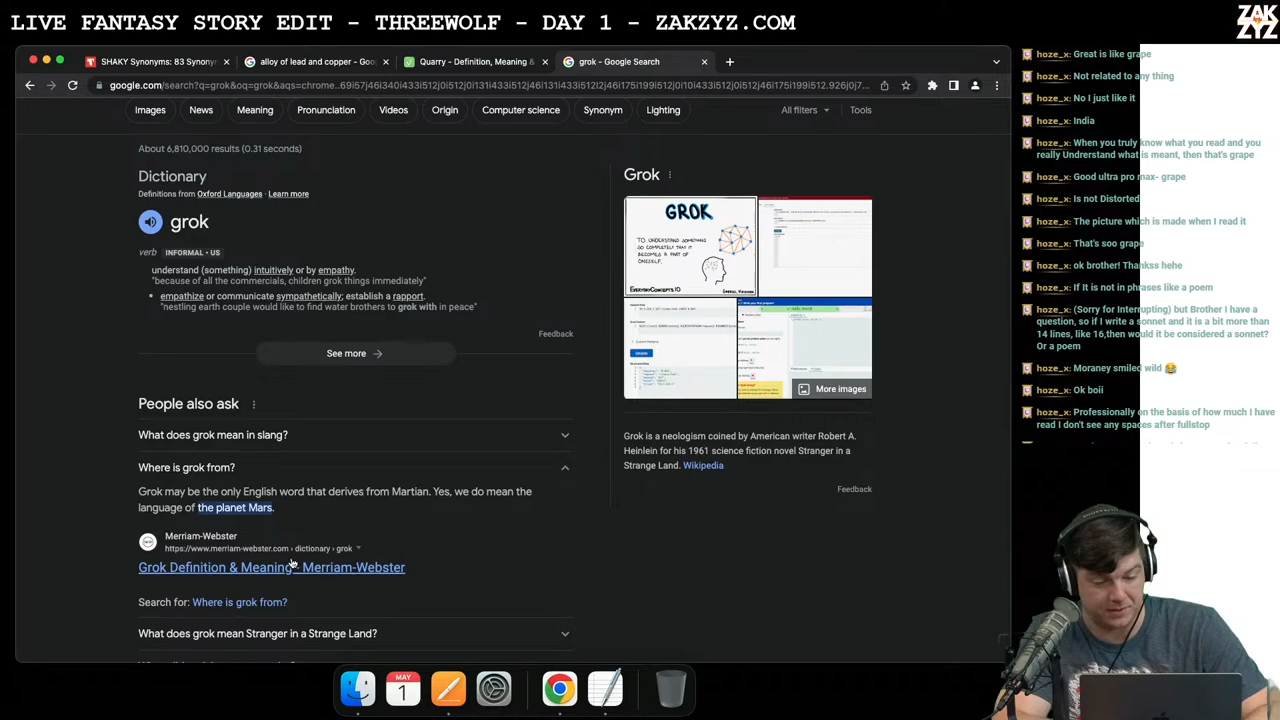 LIVE FANTASY STORY EDIT - THREEWOLF - DAY 1 - ZAKZYZ.COM
ZAK
ZYZ
SHAKY Synonyms
Definition, Meaning
grok -
Search
google.com/search?q=grok&oq=grok&aqs=chrome.
Images
News
Meaning
Videos
Origin
Computer science
Synonym
Lighting
All filters
Tools
About 6,810,000 results (0.31 seconds)
Dictionary
Definitions from Oxford Languages · Learn more
grok
verb INFORMAL · US
understand (something) intuitively or by empathy.
"because of all the commercials, children grok things immediately"
• empathize or communicate sympathetically; establish a rapport.
"nestling earth couple would like to find water brothers to grok with
Feedback
See more →
People also ask
What does grok mean in slang?
Where is grok from?
Grok may be the only English word that derives from Martian. Yes, we do mean the
language of the planet Mars.
Merriam-Webster
https://www.merriam-webster.com › dictionary › grok
Grok Definition & Meaning - Merriam-Webster
Search for: Where is grok from?
What does grok mean Stranger in a Strange Land?
Grok
GROK
TO UNDERSTAND SOMETHING
SO COMPLETELY THAT IT
BECOMES A PART OF
ONESELF.
More images
Grok is a neologism coined by American writer Robert A.
Heinlein for his 1961 science fiction novel Stranger in a
Strange Land. Wikipedia
Feedback
MAY
1
hoze_x: Great is like grape
hoze_x: Not related to any thing
hoze_x: No I just like it
hoze_x: India
hoze_x: When you truly know what you read and you
really Undrerstand what is meant, then that's grape
hoze_x: Good ultra pro max- grape
hoze_x: Is not Distorted
hoze_x: The picture which is made when I read it
hoze_x: That's soo grape
hoze_x: ok brother! Thankss hehe
hoze_x: If It is not in phrases like a poem
hoze_x: (Sorry for Interrupting) but Brother I have a
question, so if I write a sonnet and it is a bit more than
14 lines, like 16,then would it be considered a sonnet?
Or a poem
hoze_x: Moraney smiled wild 😂
hoze_x: Ok boii
hoze_x: Professionally on the basis of how much I have
read I don't see any spaces after fullstop